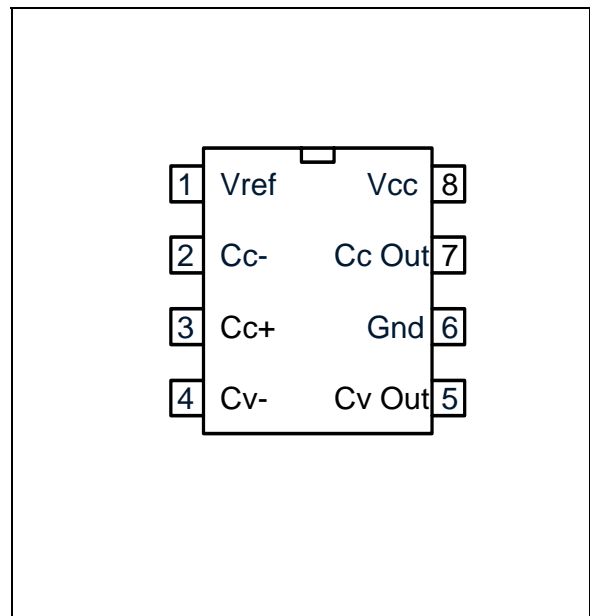 1 Vref Vcc 8
2 Cc- Cc Out 7
3 Cc+ Gnd 6
4 Cv- Cv Out 5